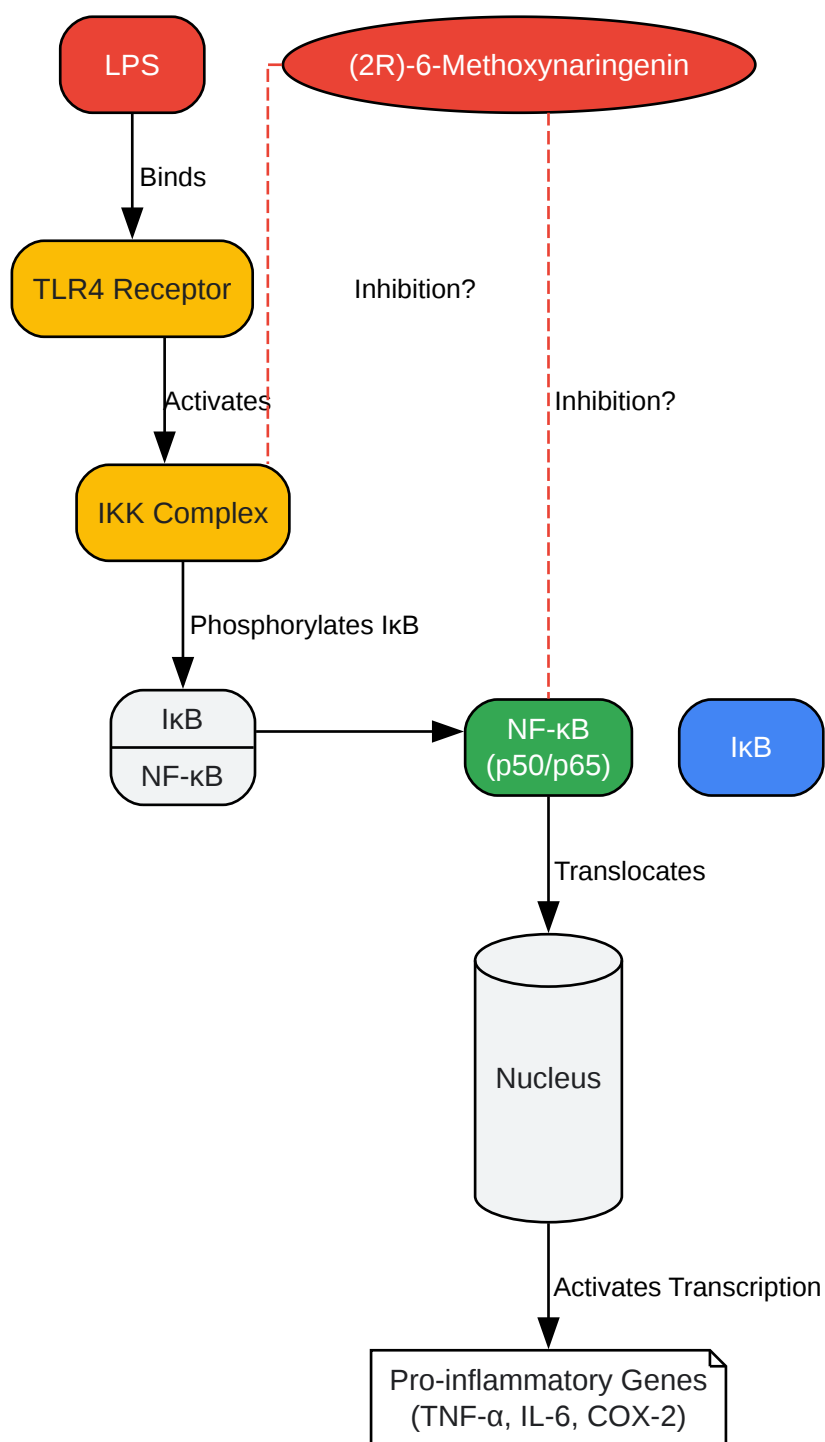 LPS
(2R)-6-Methoxynaringenin
Binds
TLR4 Receptor
Inhibition?
Activates
Inhibition?
IKK Complex
Phosphorylates IκB
IκB
NF-κB
NF-κB
(p50/p65)
IκB
Translocates
Nucleus
Activates Transcription
Pro-inflammatory Genes
(TNF-α, IL-6, COX-2)